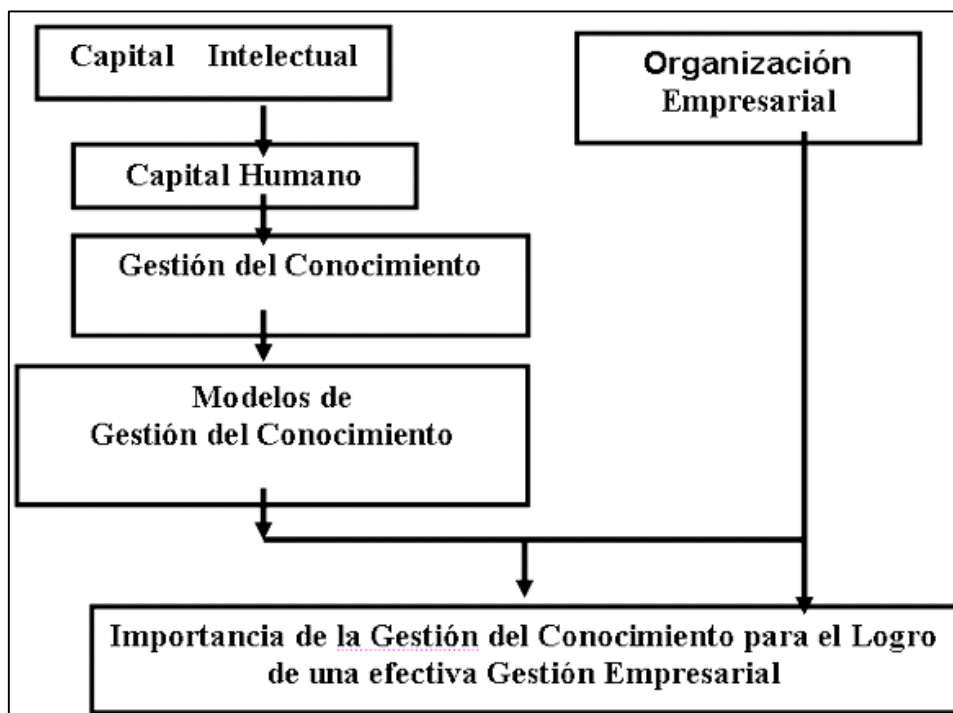 Capital Intelectual
Organización
Empresarial
Capital Humano
Gestión del Conocimiento
Modelos de
Gestión del Conocimiento
Importancia de la Gestión del Conocimiento para el Logro
de una efectiva Gestión Empresarial